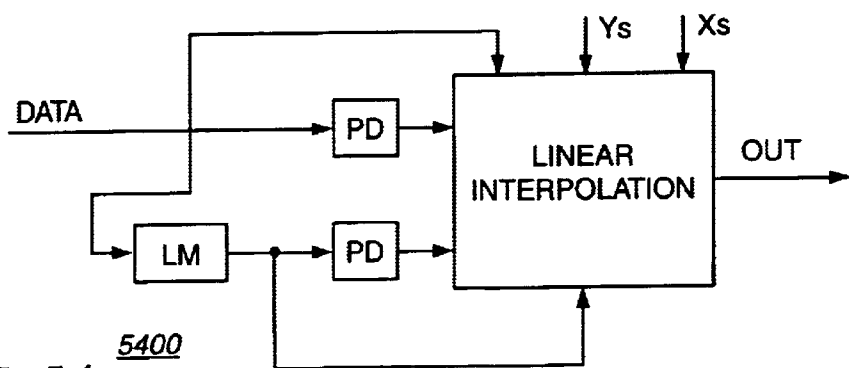 Ys
Xs
DATA
PD
LINEAR
INTERPOLATION
OUT
LM
PD
5400